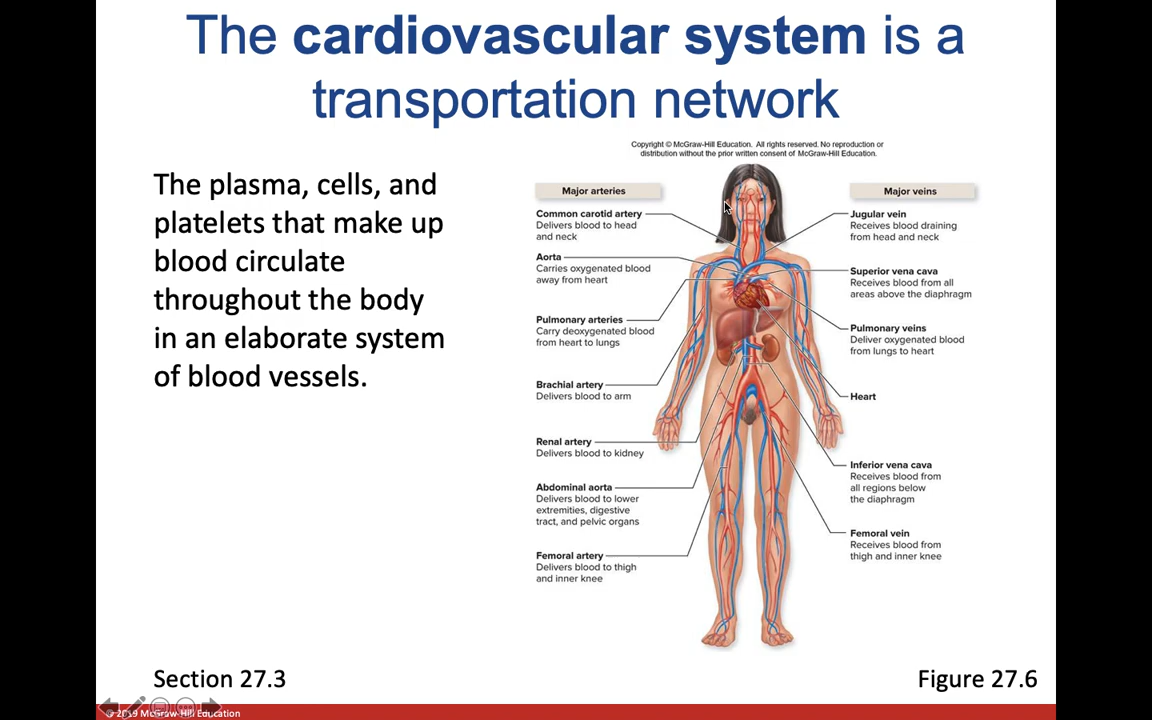 The cardiovascular system is a
transportation network
The plasma, cells, and
platelets that make up
blood circulate
throughout the body
in an elaborate system
of blood vessels.
Copyright © McGraw-Hill Education. All rights reserved. No reproduction or
distribution without the prior written consent of McGraw-Hill Education.
Major arteries
Common carotid artery
Delivers blood to head
and neck
Aorta
Carries oxygenated blood
away from heart
Pulmonary arteries
Carry deoxygenated blood
from heart to lungs
Brachial artery
Delivers blood to arm
Renal artery
Delivers blood to kidney
Abdominal aorta
Delivers blood to lower
extremities, digestive
tract, and pelvic organs
Femoral artery
Delivers blood to thigh
and inner knee
Major veins
Jugular vein
Receives blood draining
from head and neck
Superior vena cava
Receives blood from all
areas above the diaphragm
Pulmonary veins
Deliver oxygenated blood
from lungs to heart
Heart
Inferior vena cava
Receives blood from
all regions below
the diaphragm
Femoral vein
Receives blood from
thigh and inner knee
Section 27.3
Figure 27.6
© 2019 McGraw-Hill Education